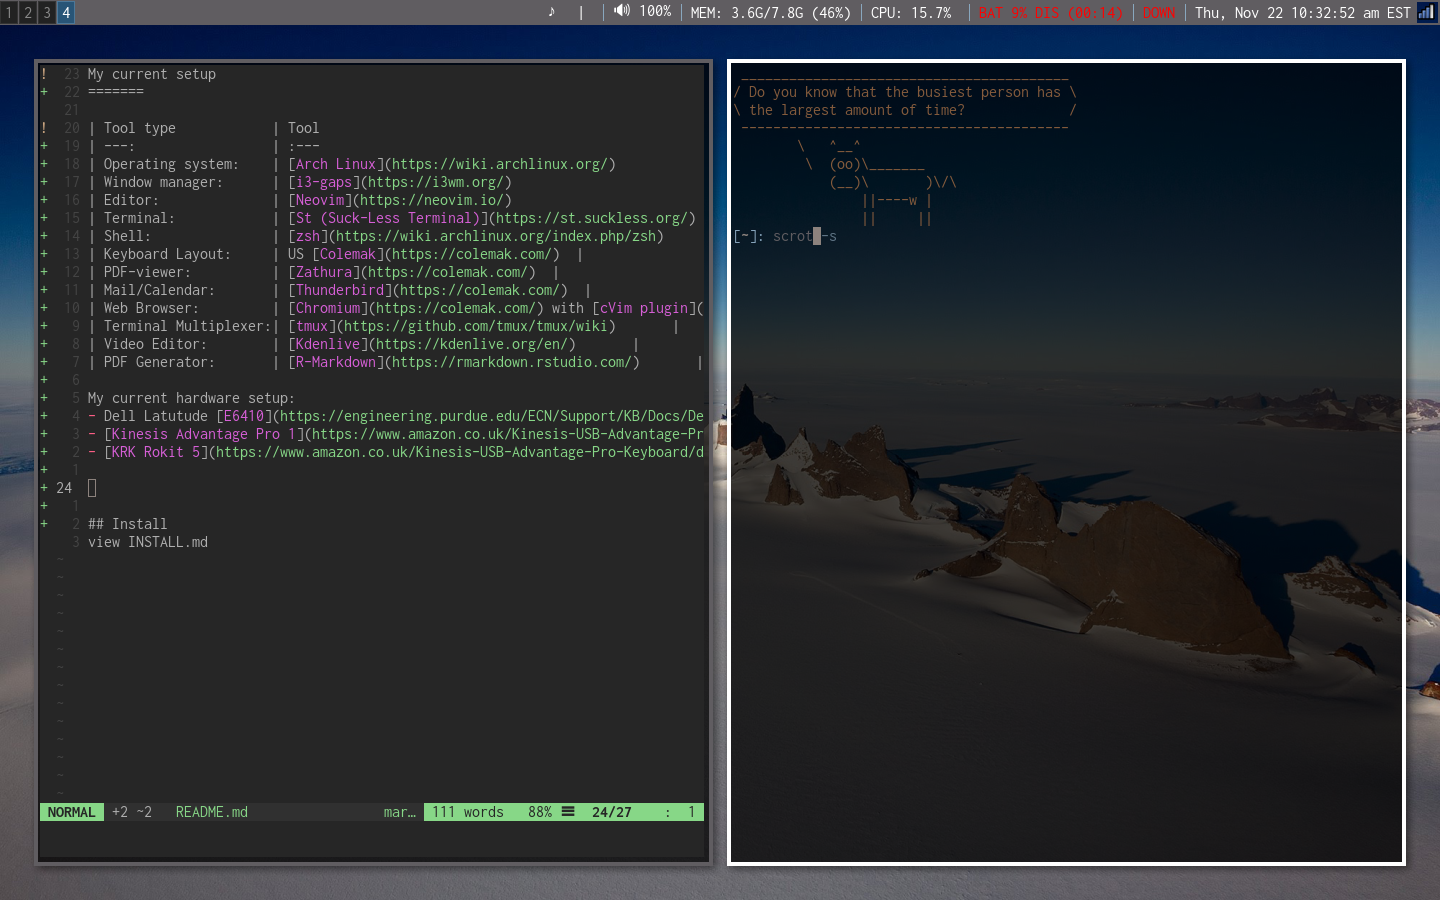 1 2 3 4 ♪ | 🔊 100% MEM: 3.6G/7.8G (46%) CPU: 15.7% BAT 9% DIS (00:14) DOWN Thu, Nov 22 10:32:52 am EST
! 23 My current setup
+ 22 =======
21
! 20 | Tool type | Tool
+ 19 | ---: | :---
+ 18 | Operating system: | [Arch Linux](https://wiki.archlinux.org/)
+ 17 | Window manager: | [i3-gaps](https://i3wm.org/)
+ 16 | Editor: | [Neovim](https://neovim.io/)
+ 15 | Terminal: | [St (Suck-Less Terminal)](https://st.suckless.org/)
+ 14 | Shell: | [zsh](https://wiki.archlinux.org/index.php/zsh)
+ 13 | Keyboard Layout: | US [Colemak](https://colemak.com/) |
+ 12 | PDF-viewer: | [Zathura](https://colemak.com/) |
+ 11 | Mail/Calendar: | [Thunderbird](https://colemak.com/) |
+ 10 | Web Browser: | [Chromium](https://colemak.com/) with [cVim plugin](
+ 9 | Terminal Multiplexer:| [tmux](https://github.com/tmux/tmux/wiki) |
+ 8 | Video Editor: | [Kdenlive](https://kdenlive.org/en/) |
+ 7 | PDF Generator: | [R-Markdown](https://rmarkdown.rstudio.com/) |
+ 6
+ 5 My current hardware setup:
+ 4 - Dell Latutude [E6410](https://engineering.purdue.edu/ECN/Support/KB/Docs/De
+ 3 - [Kinesis Advantage Pro 1](https://www.amazon.co.uk/Kinesis-USB-Advantage-Pr
+ 2 - [KRK Rokit 5](https://www.amazon.co.uk/Kinesis-USB-Advantage-Pro-Keyboard/d
+ 1
+ 24
+ 1
+ 2 ## Install
3 view INSTALL.md
NORMAL +2 ~2 README.md mar… 111 words 88% ☰ 24/27 : 1
_________________________________________
/ Do you know that the busiest person has \
\ the largest amount of time? /
-----------------------------------------
\ ^__^
\ (oo)\_______
(__)\ )\/\
||----w |
|| ||
[~]: scrot -s